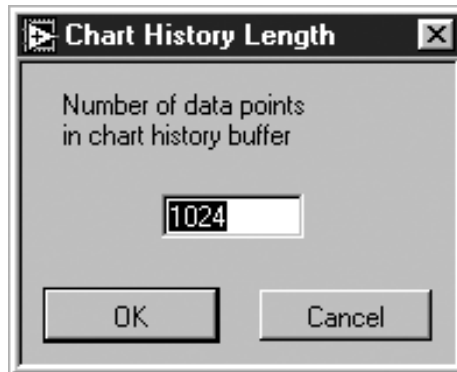 Chart History Length
Number of data points
in chart history buffer
1024
OK
Cancel